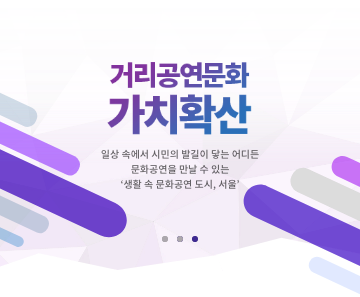 거리공연문화
가치확산
일상 속에서 시민의 발길이 닿는 어디든
문화공연을 만날 수 있는
‘생활 속 문화공연 도시, 서울’